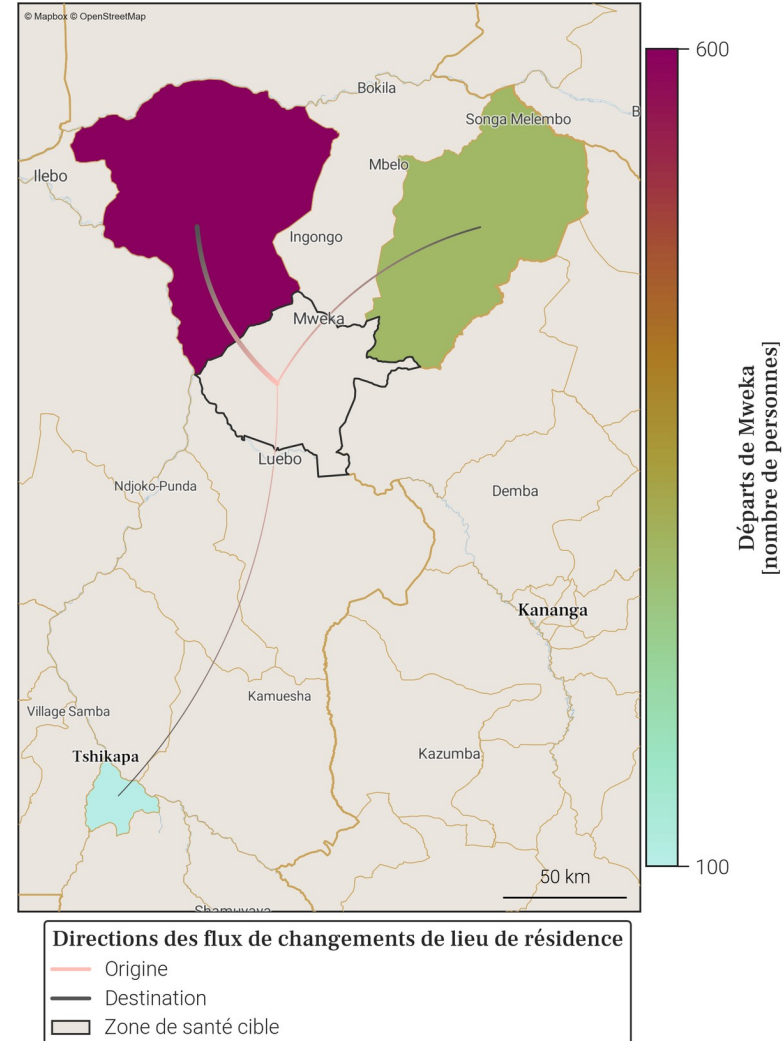 © Mapbox © OpenStreetMap
Bokila
Songa Melembo
B
Mbelo
Ilebo
Ingongo
Mweka
Luebo
Ndjoko-Punda
Demba
Kananga
Kamuesha
Village Samba
Tshikapa
Kazumba
50 km
Shamuvaya
600
100
Départs de Mweka
[nombre de personnes]
Directions des flux de changements de lieu de résidence
Origine
Destination
Zone de santé cible